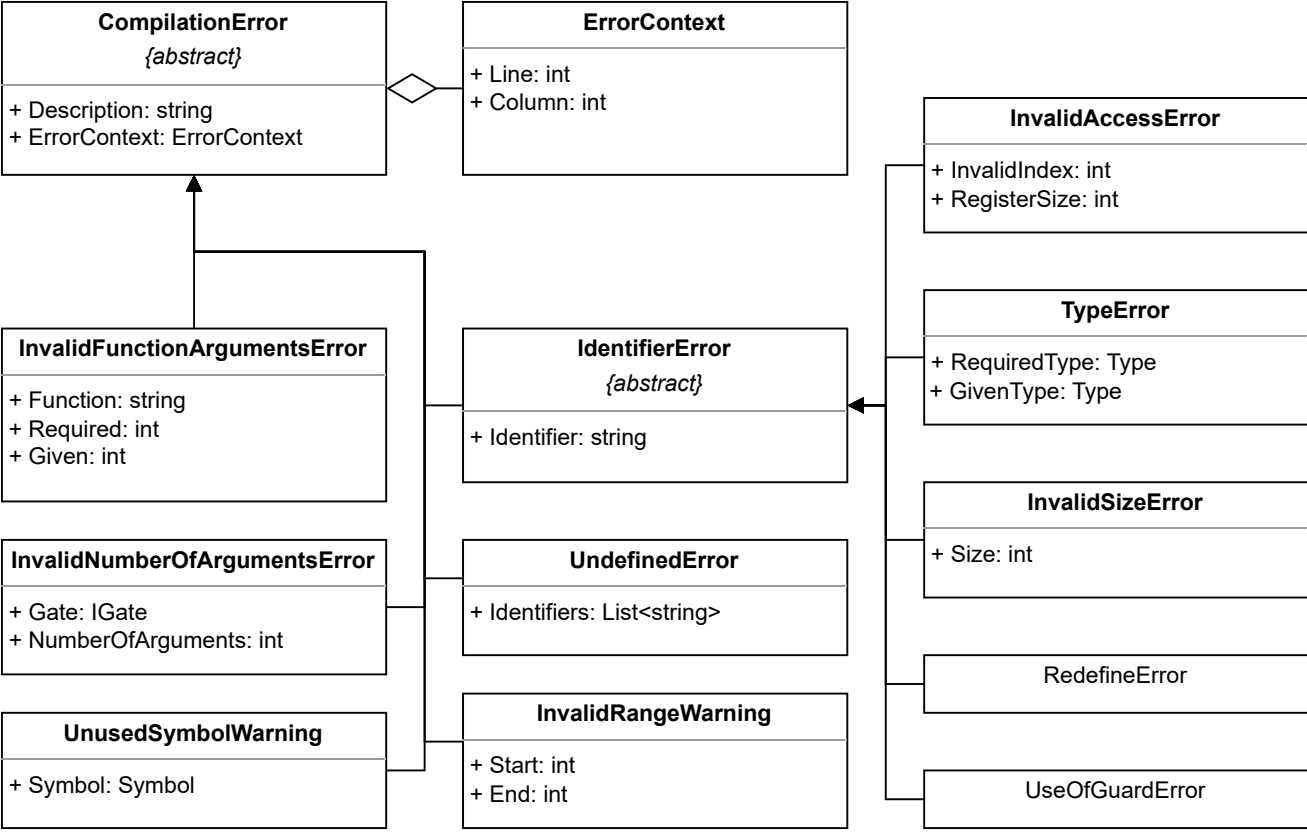 CompilationError
{abstract}
+ Description: string
+ ErrorContext: ErrorContext
ErrorContext
+ Line: int
+ Column: int
InvalidAccessError
+ InvalidIndex: int
+ RegisterSize: int
TypeError
+ RequiredType: Type
+ GivenType: Type
InvalidFunctionArgumentsError
+ Function: string
+ Required: int
+ Given: int
IdentifierError
{abstract}
+ Identifier: string
InvalidSizeError
+ Size: int
InvalidNumberOfArgumentsError
+ Gate: IGate
+ NumberOfArguments: int
UndefinedError
+ Identifiers: List<string>
RedefineError
UnusedSymbolWarning
+ Symbol: Symbol
InvalidRangeWarning
+ Start: int
+ End: int
UseOfGuardError